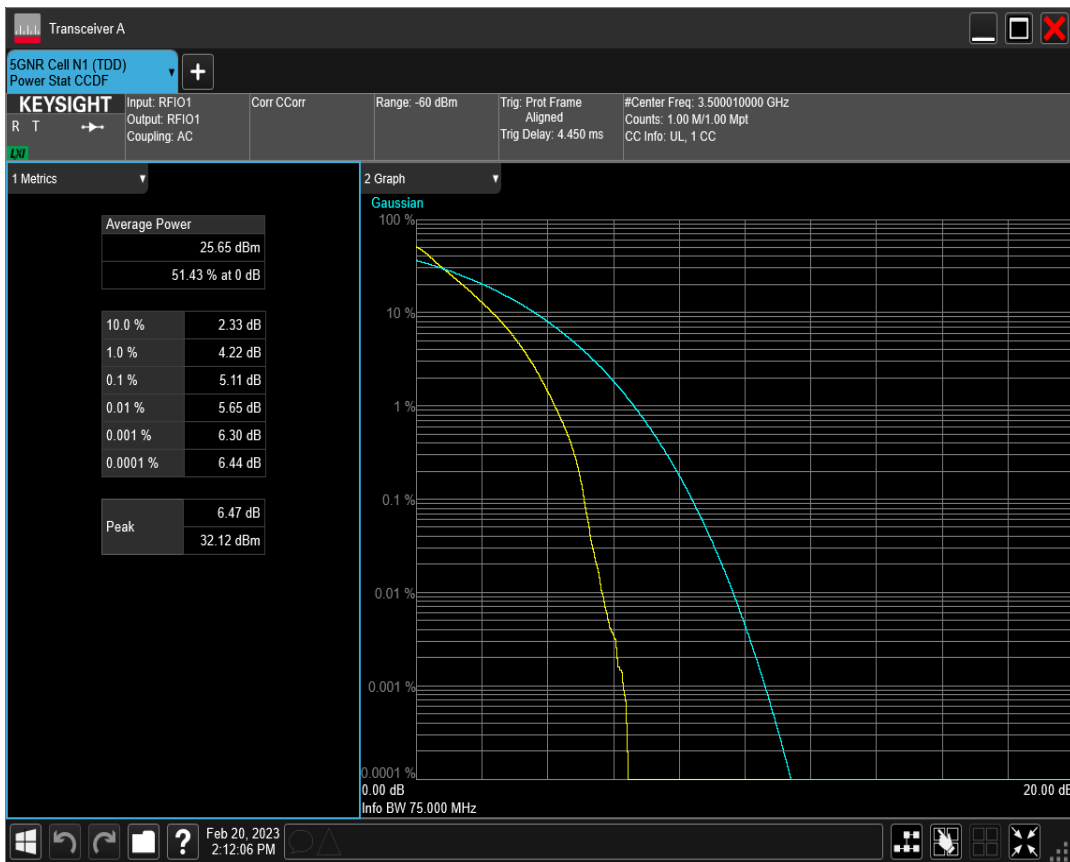 Transceiver A
5GNR Cell N1 (TDD)
Power Stat CCDF
+
KEYSIGHT
R T
LXI
Input: RFIO1
Output: RFIO1
Coupling: AC
Corr CCorr
Range: -60 dBm
Trig: Prot Frame
Aligned
Trig Delay: 4.450 ms
#Center Freq: 3.500010000 GHz
Counts: 1.00 M/1.00 Mpt
CC Info: UL, 1 CC
1 Metrics
Average Power
25.65 dBm
51.43 % at 0 dB
10.0 % 2.33 dB
1.0 % 4.22 dB
0.1 % 5.11 dB
0.01 % 5.65 dB
0.001 % 6.30 dB
0.0001 % 6.44 dB
Peak 6.47 dB
32.12 dBm
2 Graph
Gaussian
100 %
10 %
1 %
0.1 %
0.01 %
0.001 %
0.0001 %
0.00 dB 20.00 dB
Info BW 75.000 MHz
?
Feb 20, 2023
2:12:06 PM